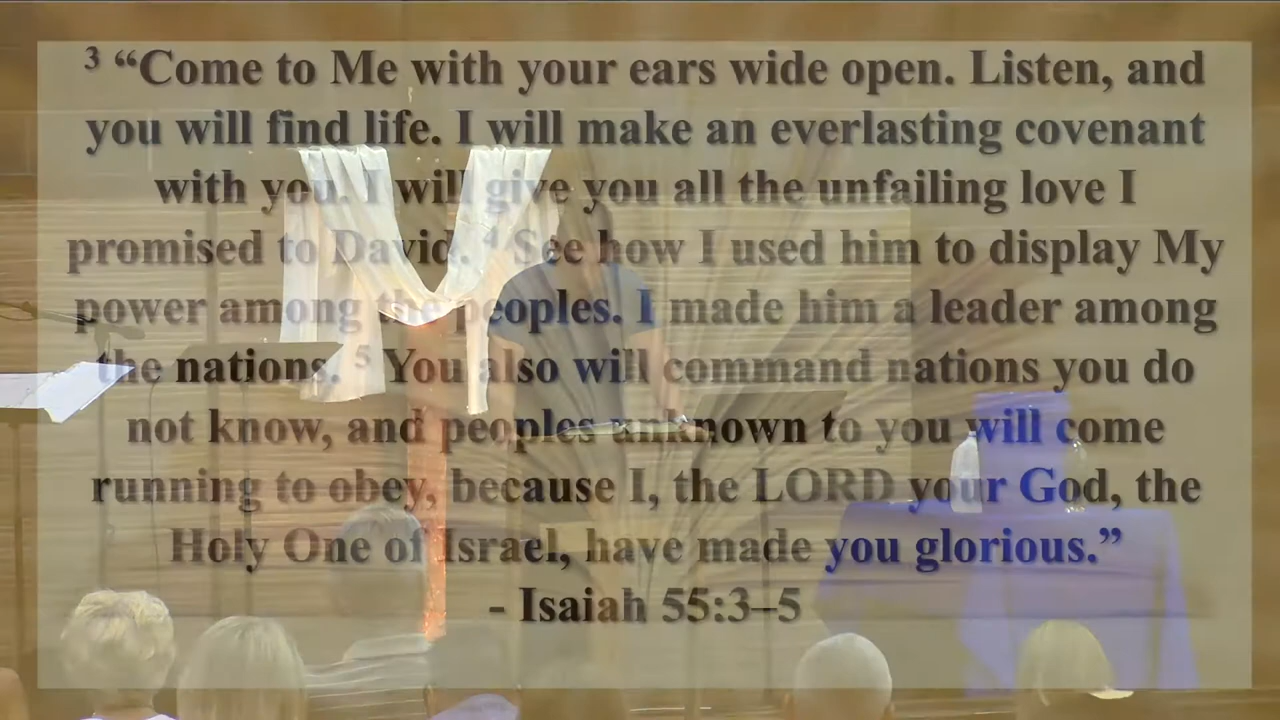 ³ “Come to Me with your ears wide open. Listen, and
you will find life. I will make an everlasting covenant
with you. I will give you all the unfailing love I
promised to David. ⁴ See how I used him to display My
power among the peoples. I made him a leader among
the nations. ⁵ You also will command nations you do
not know, and peoples unknown to you will come
running to obey, because I, the LORD your God, the
Holy One of Israel, have made you glorious.”
- Isaiah 55:3–5